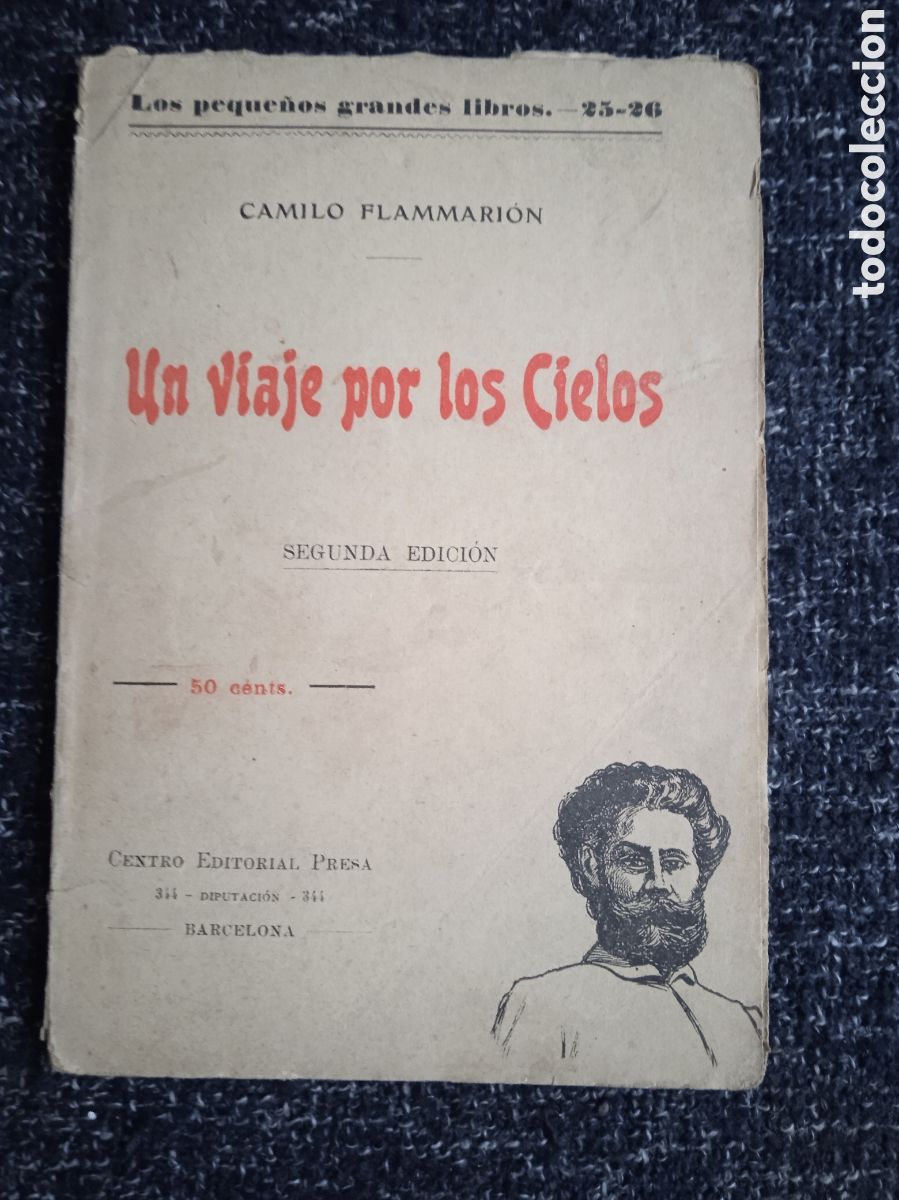 Los pequeños grandes libros.—25-26
CAMILO FLAMMARIÓN
Un Viaje por los Cielos
SEGUNDA EDICIÓN
50 cénts.
CENTRO EDITORIAL PRESA
344 - DIPUTACIÓN - 344
BARCELONA
todocoleccion